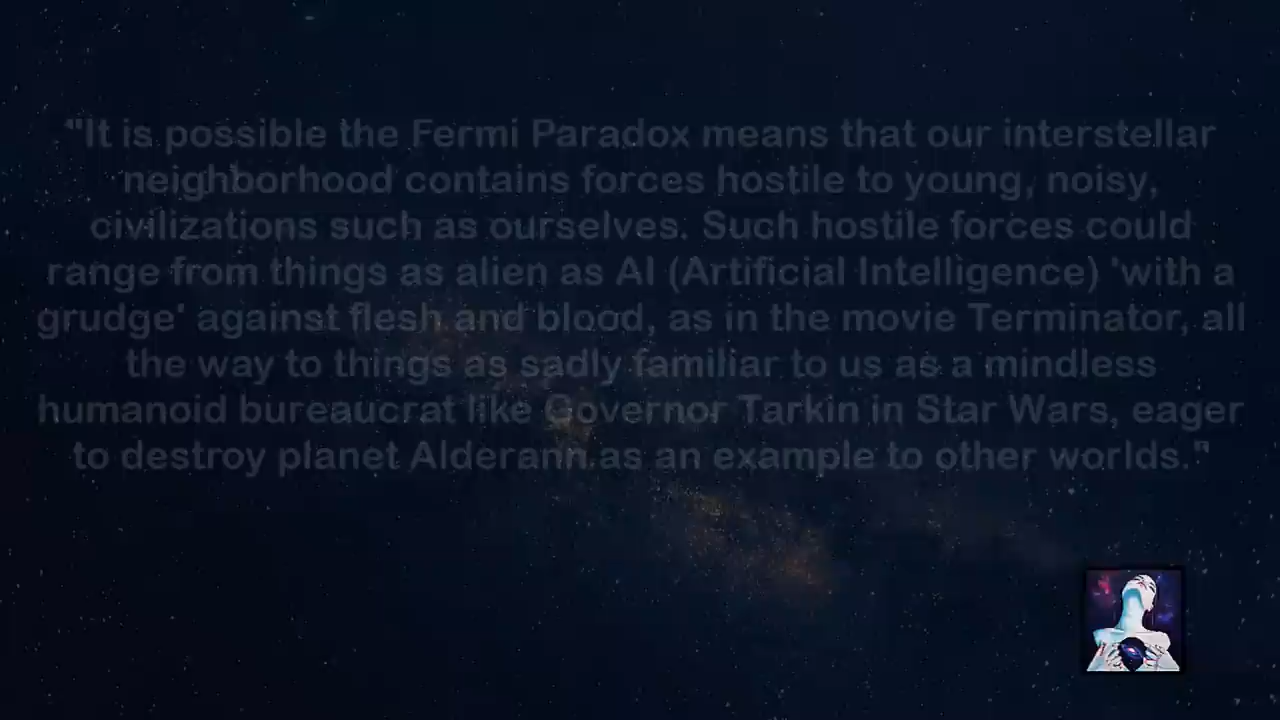 "It is possible the Fermi Paradox means that our interstellar
neighborhood contains forces hostile to young, noisy,
civilizations such as ourselves. Such hostile forces could
range from things as alien as AI (Artificial Intelligence) 'with a
grudge' against flesh and blood, as in the movie Terminator, all
the way to things as sadly familiar to us as a mindless
humanoid bureaucrat like Governor Tarkin in Star Wars, eager
to destroy planet Alderann as an example to other worlds."